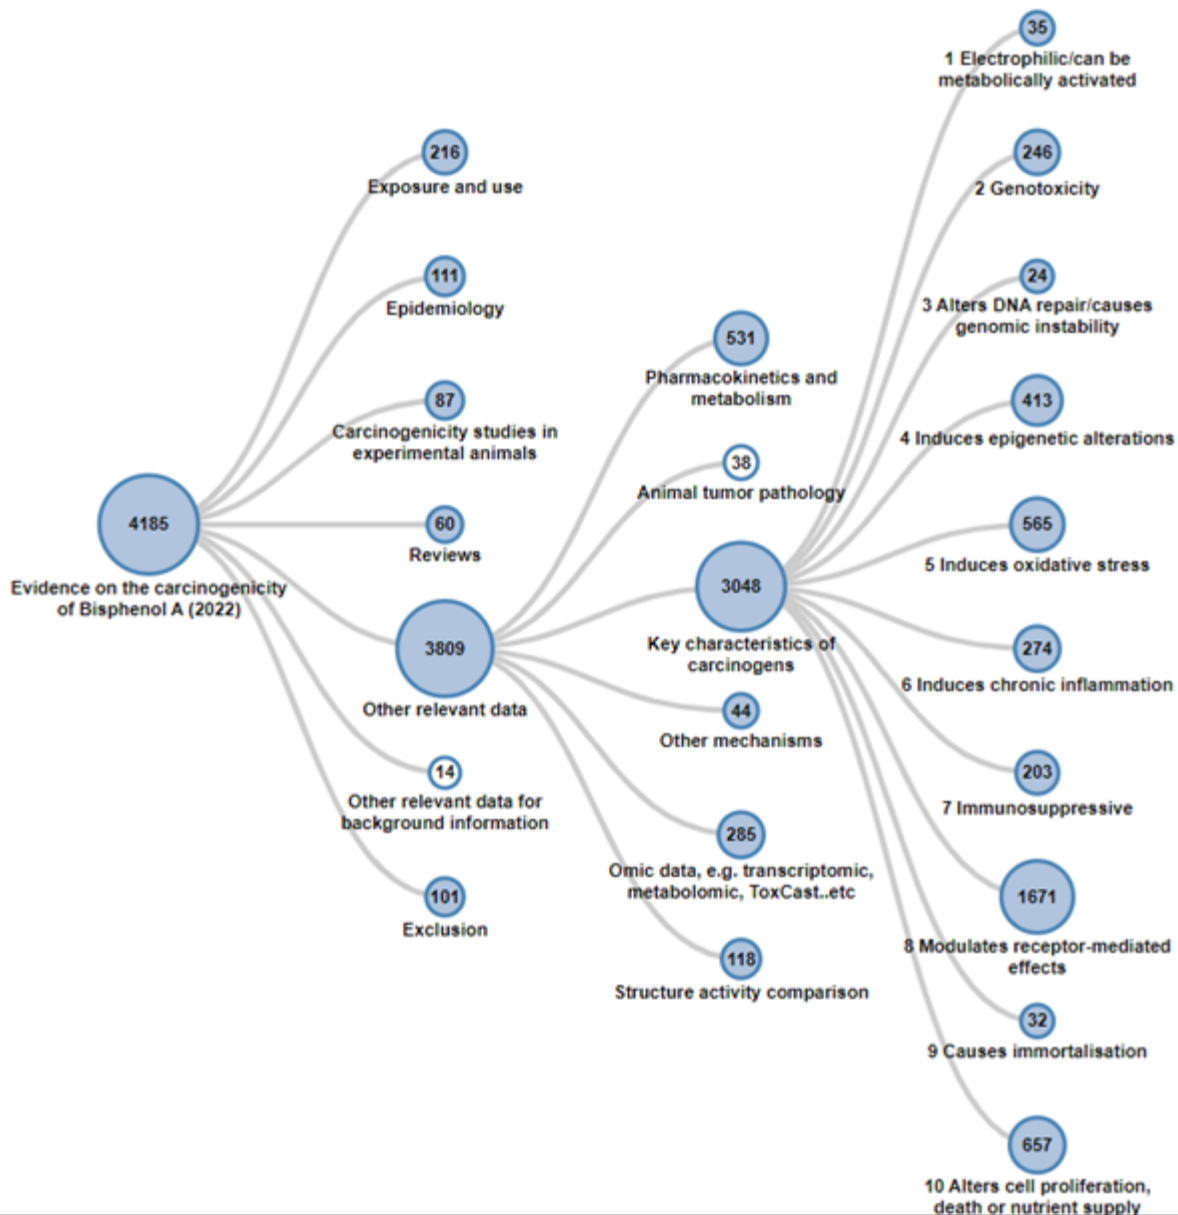 4185
Evidence on the carcinogenicity
of Bisphenol A (2022)
216
Exposure and use
111
Epidemiology
87
Carcinogenicity studies in
experimental animals
60
Reviews
3809
Other relevant data
14
Other relevant data for
background information
101
Exclusion
531
Pharmacokinetics and
metabolism
38
Animal tumor pathology
3048
Key characteristics of
carcinogens
44
Other mechanisms
285
Omic data, e.g. transcriptomic,
metabolomic, ToxCast..etc
118
Structure activity comparison
35
1 Electrophilic/can be
metabolically activated
246
2 Genotoxicity
24
3 Alters DNA repair/causes
genomic instability
413
4 Induces epigenetic alterations
565
5 Induces oxidative stress
274
6 Induces chronic inflammation
203
7 Immunosuppressive
1671
8 Modulates receptor-mediated
effects
32
9 Causes immortalisation
657
10 Alters cell proliferation,
death or nutrient supply